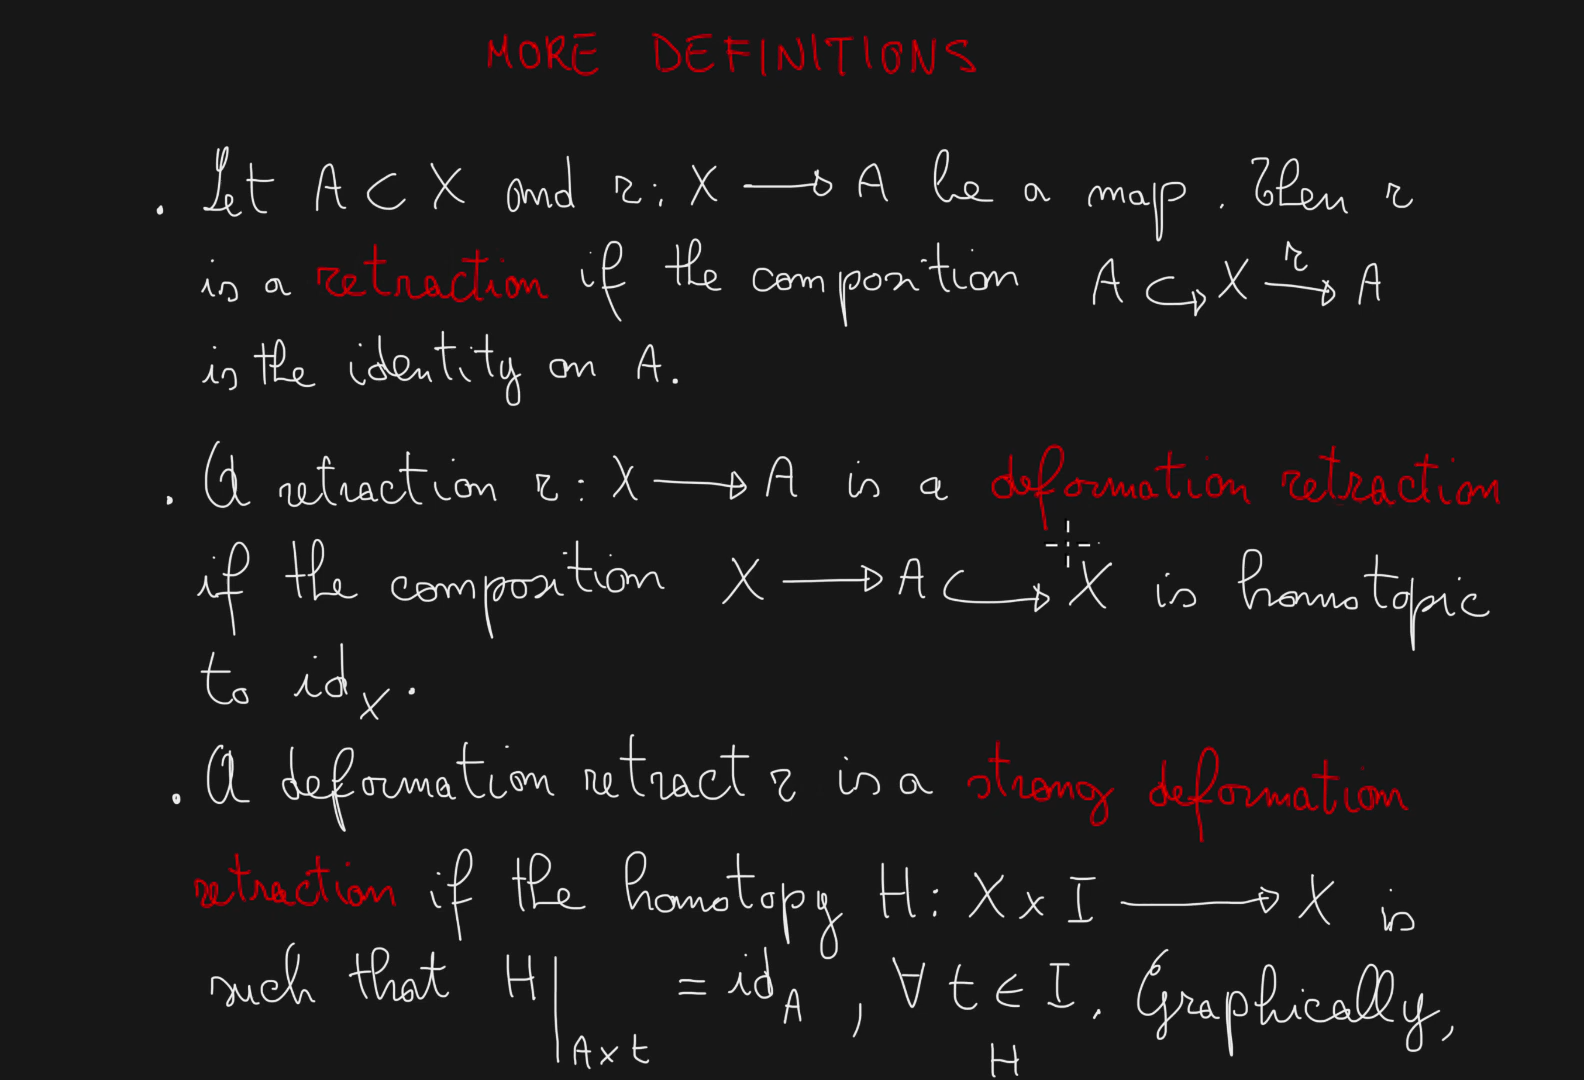 MORE DEFINITIONS
. Let A ⊂ X and r: X → A be a map. Then r
is a retraction if the composition A ↪ X →^r A
is the identity on A.
. A retraction r: X → A is a deformation retraction
if the composition X → A ↪ X is homotopic
to id_X.
. A deformation retract r is a strong deformation
retraction if the homotopy H: X x I → X is
such that H|_{A x t} = id_A, ∀ t ∈ I. Graphically,
H